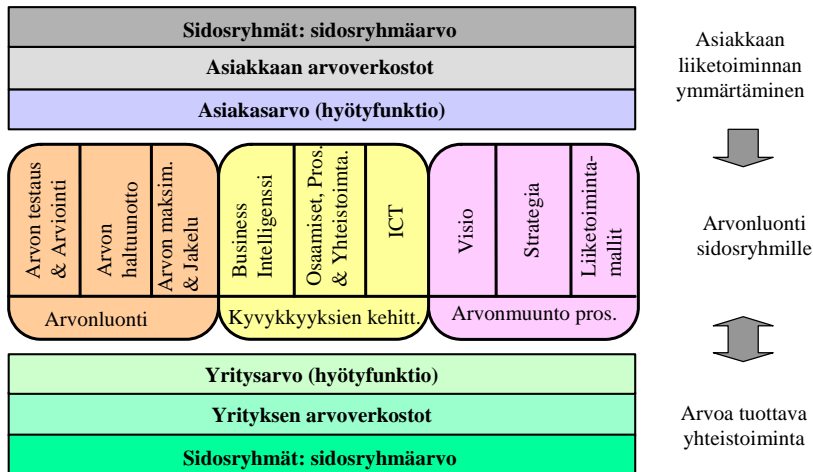 Sidosryhmät: sidosryhmäarvo
Asiakkaan arvoverkostot
Asiakasarvo (hyötyfunktio)
Asiakkaan
liiketoiminnan
ymmärtäminen
Arvon testaus
& Arviointi
Arvon
haltuunotto
Arvon maksim.
& Jakelu
Business
Intelligenssi
Osaamiset, Pros.
& Yhteistoimta.
ICT
Visio
Strategia
Liiketoiminta-
mallit
Arvonluonti
sidosryhmille
Arvonluonti
Kyvykkyyksien kehitt.
Arvonmuunto pros.
Yritysarvo (hyötyfunktio)
Yrityksen arvoverkostot
Sidosryhmät: sidosryhmäarvo
Arvoa tuottava
yhteistoiminta